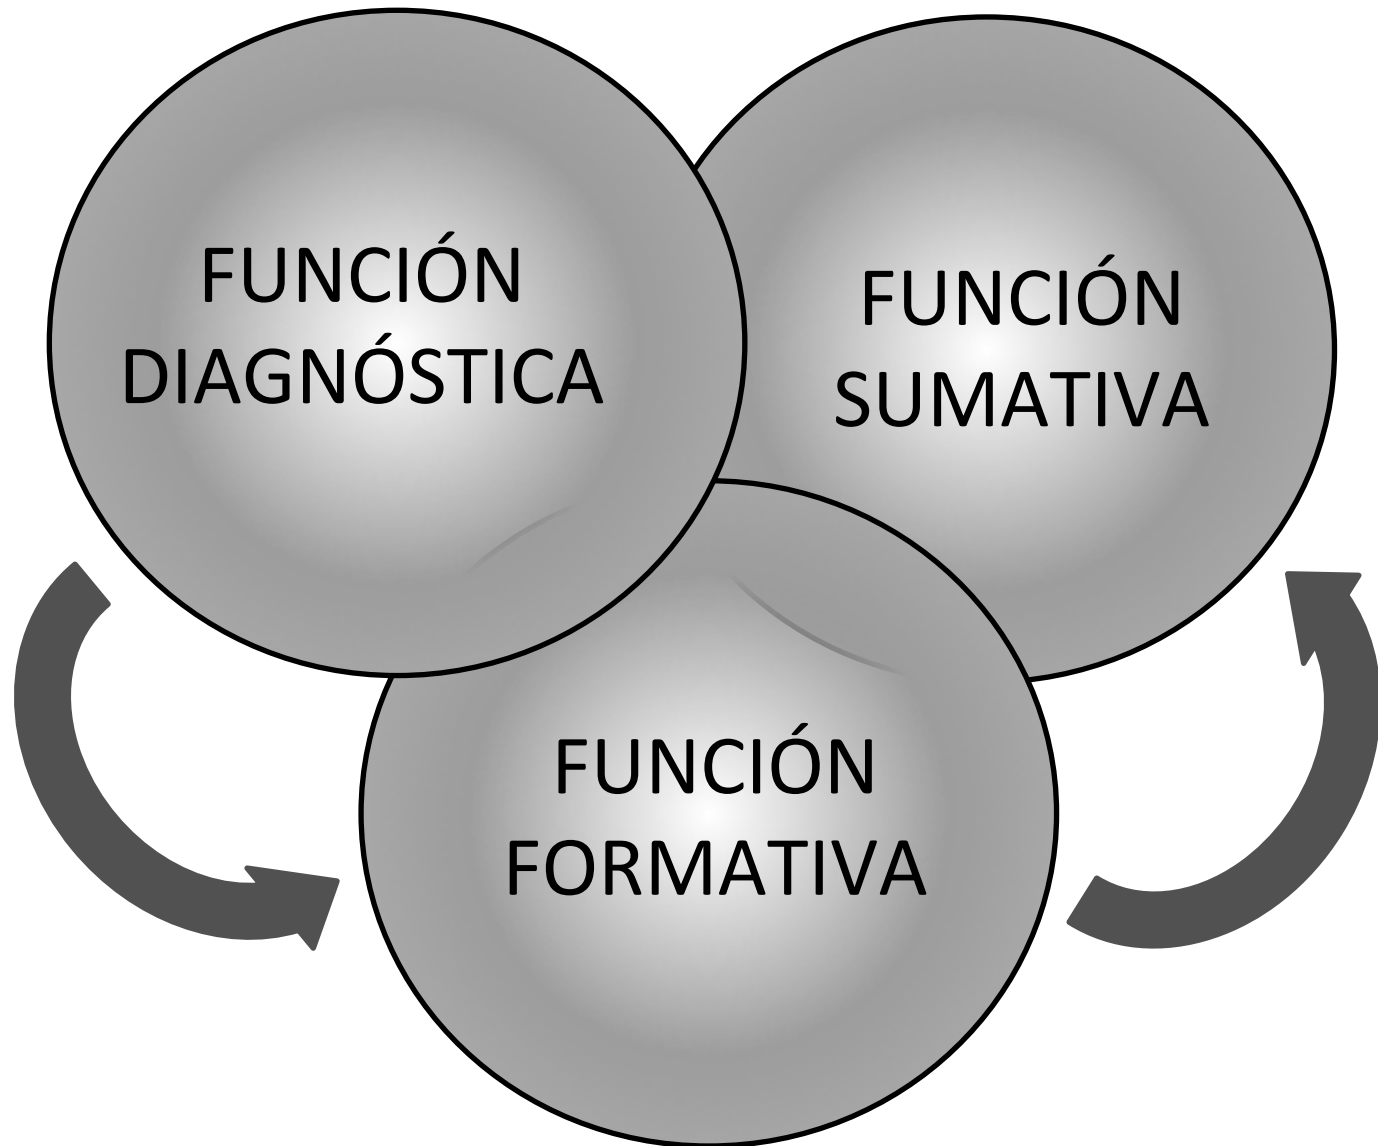 FUNCIÓN
DIAGNÓSTICA
FUNCIÓN
SUMATIVA
FUNCIÓN
FORMATIVA